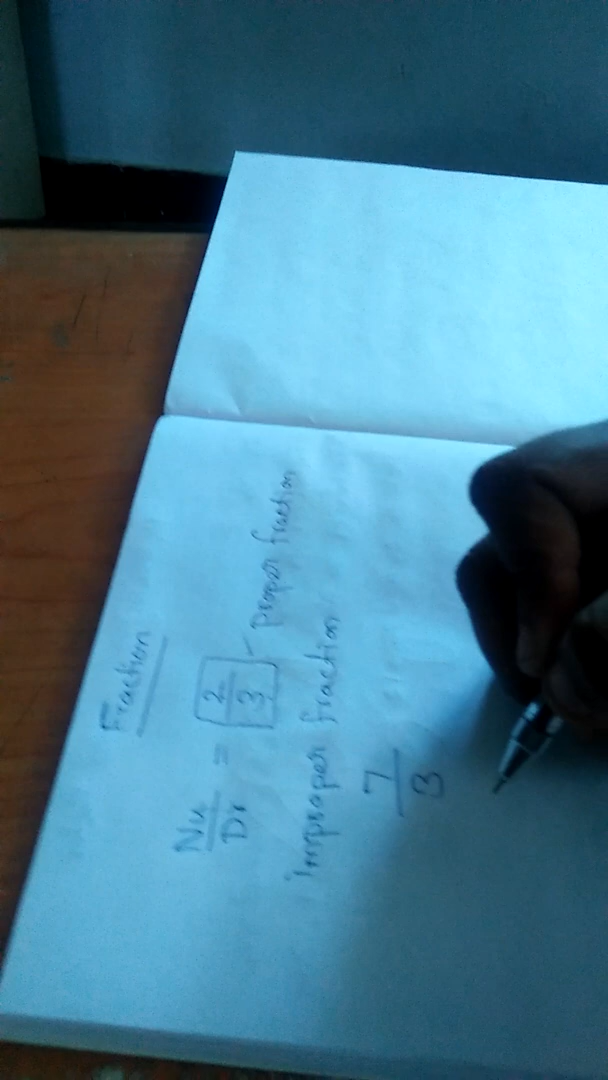 Fraction
Nu/Dr = 2/3 - proper fraction
improper fraction
7/3